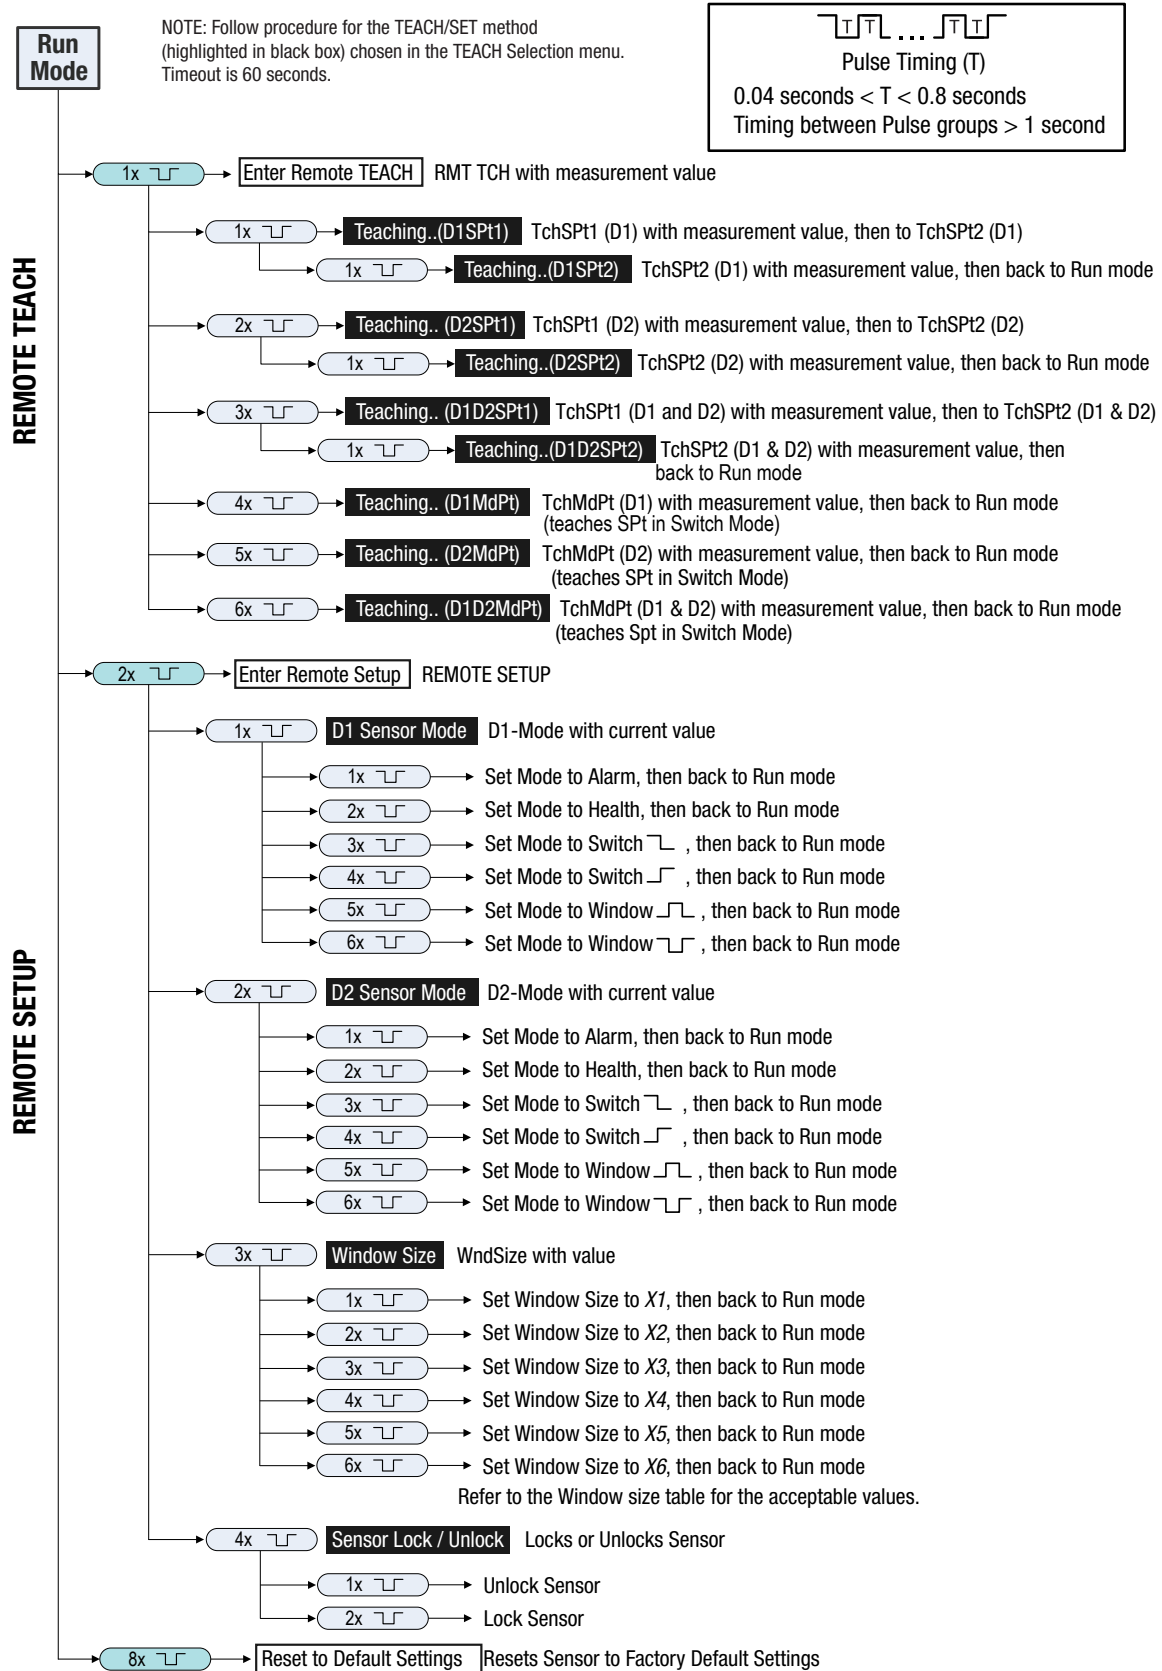 Run
Mode
NOTE: Follow procedure for the TEACH/SET method
(highlighted in black box) chosen in the TEACH Selection menu.
Timeout is 60 seconds.
T T ... T T
Pulse Timing (T)
0.04 seconds < T < 0.8 seconds
Timing between Pulse groups > 1 second
REMOTE TEACH
1x Enter Remote TEACH RMT TCH with measurement value
1x Teaching..(D1SPt1) TchSPt1 (D1) with measurement value, then to TchSPt2 (D1)
1x Teaching..(D1SPt2) TchSPt2 (D1) with measurement value, then back to Run mode
2x Teaching.. (D2SPt1) TchSPt1 (D2) with measurement value, then to TchSPt2 (D2)
1x Teaching..(D2SPt2) TchSPt2 (D2) with measurement value, then back to Run mode
3x Teaching.. (D1D2SPt1) TchSPt1 (D1 and D2) with measurement value, then to TchSPt2 (D1 & D2)
1x Teaching..(D1D2SPt2) TchSPt2 (D1 & D2) with measurement value, then
back to Run mode
4x Teaching.. (D1MdPt) TchMdPt (D1) with measurement value, then back to Run mode
(teaches SPt in Switch Mode)
5x Teaching.. (D2MdPt) TchMdPt (D2) with measurement value, then back to Run mode
(teaches SPt in Switch Mode)
6x Teaching.. (D1D2MdPt) TchMdPt (D1 & D2) with measurement value, then back to Run mode
(teaches Spt in Switch Mode)
REMOTE SETUP
2x Enter Remote Setup REMOTE SETUP
1x D1 Sensor Mode D1-Mode with current value
1x Set Mode to Alarm, then back to Run mode
2x Set Mode to Health, then back to Run mode
3x Set Mode to Switch , then back to Run mode
4x Set Mode to Switch , then back to Run mode
5x Set Mode to Window , then back to Run mode
6x Set Mode to Window , then back to Run mode
2x D2 Sensor Mode D2-Mode with current value
1x Set Mode to Alarm, then back to Run mode
2x Set Mode to Health, then back to Run mode
3x Set Mode to Switch , then back to Run mode
4x Set Mode to Switch , then back to Run mode
5x Set Mode to Window , then back to Run mode
6x Set Mode to Window , then back to Run mode
3x Window Size WndSize with value
1x Set Window Size to X1, then back to Run mode
2x Set Window Size to X2, then back to Run mode
3x Set Window Size to X3, then back to Run mode
4x Set Window Size to X4, then back to Run mode
5x Set Window Size to X5, then back to Run mode
6x Set Window Size to X6, then back to Run mode
Refer to the Window size table for the acceptable values.
4x Sensor Lock / Unlock Locks or Unlocks Sensor
1x Unlock Sensor
2x Lock Sensor
8x Reset to Default Settings Resets Sensor to Factory Default Settings